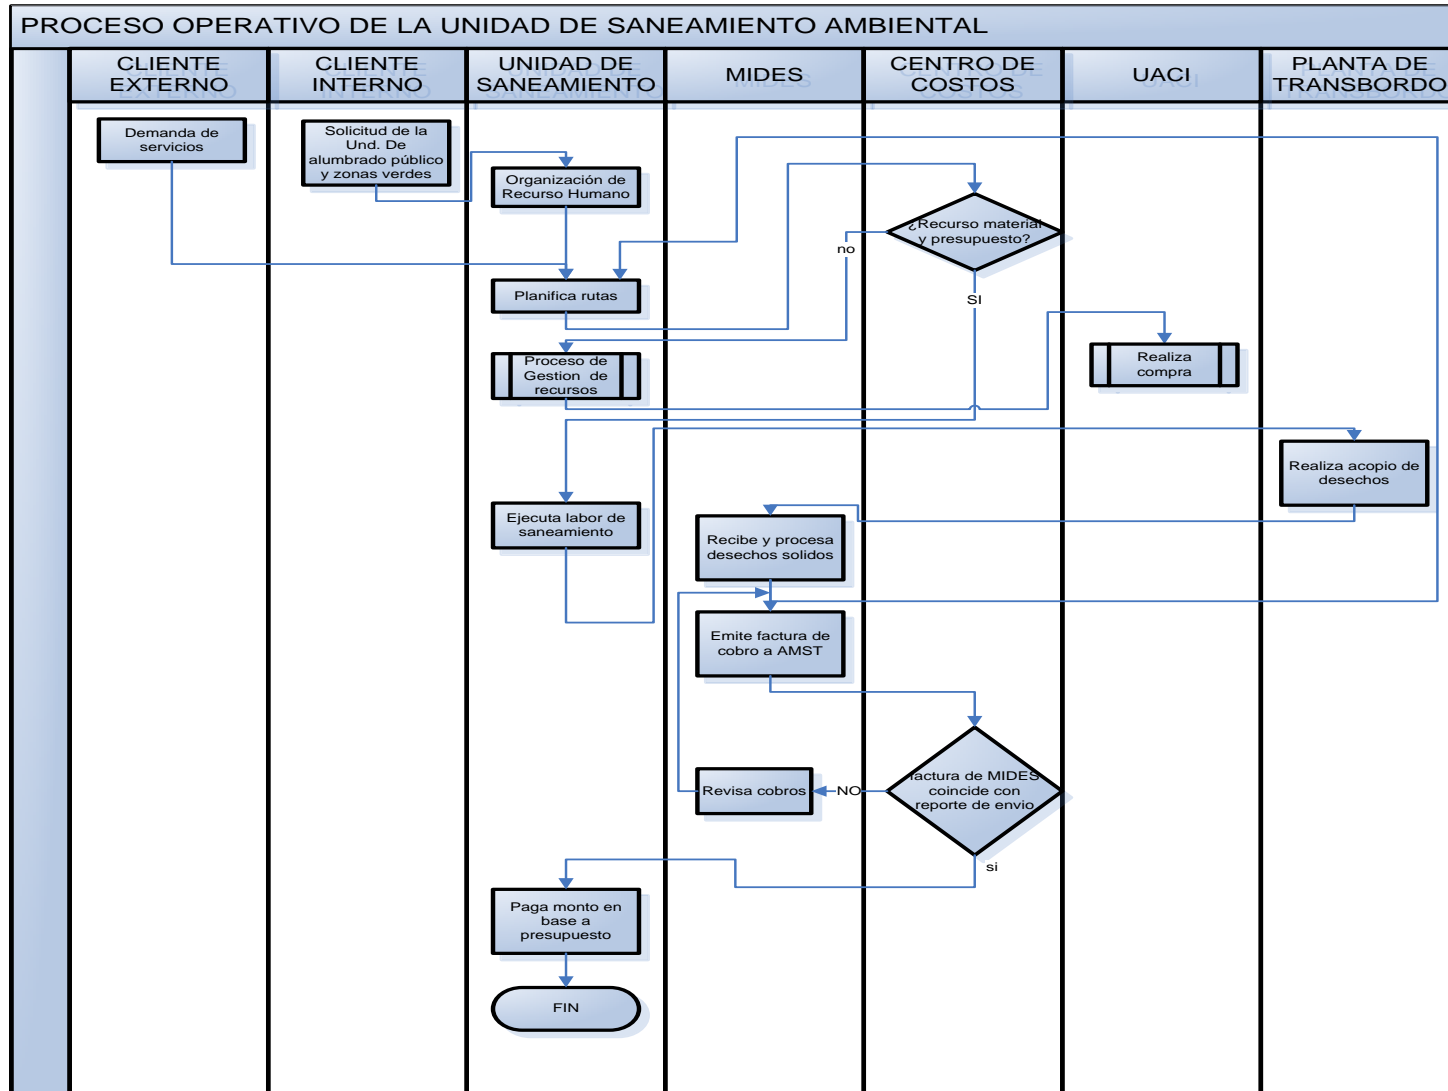 PROCESO OPERATIVO DE LA UNIDAD DE SANEAMIENTO AMBIENTAL
CLIENTE
EXTERNO
CLIENTE
INTERNO
UNIDAD DE
SANEAMIENTO
MIDES
CENTRO DE
COSTOS
UACI
PLANTA DE
TRANSBORDO
Demanda de
servicios
Solicitud de la
Und. De
alumbrado público
y zonas verdes
Organización de
Recurso Humano
¿Recurso material
y presupuesto?
no
SI
Planifica rutas
Proceso de
Gestion de
recursos
Realiza
compra
Realiza acopio de
desechos
Ejecuta labor de
saneamiento
Recibe y procesa
desechos solidos
Emite factura de
cobro a AMST
factura de MIDES
coincide con
reporte de envio
NO
Revisa cobros
si
Paga monto en
base a
presupuesto
FIN